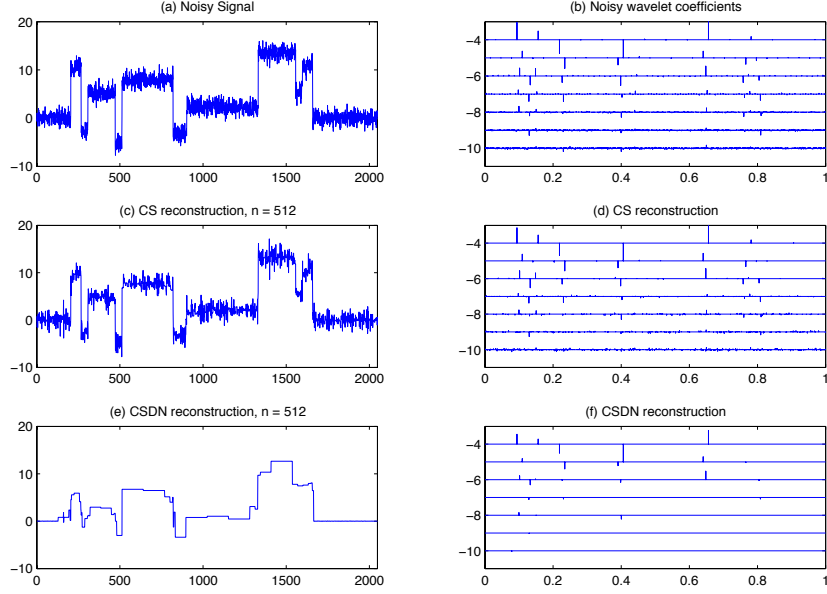 (a) Noisy Signal
20
10
0
−10
0 500 1000 1500 2000
(b) Noisy wavelet coefficients
−4
−6
−8
−10
0 0.2 0.4 0.6 0.8 1
(c) CS reconstruction, n = 512
20
10
0
−10
0 500 1000 1500 2000
(d) CS reconstruction
−4
−6
−8
−10
0 0.2 0.4 0.6 0.8 1
(e) CSDN reconstruction, n = 512
20
10
0
−10
0 500 1000 1500 2000
(f) CSDN reconstruction
−4
−6
−8
−10
0 0.2 0.4 0.6 0.8 1